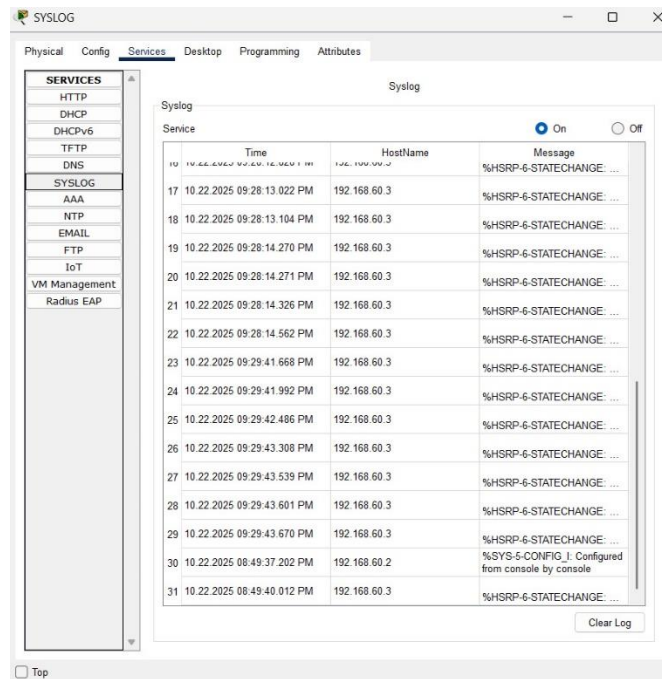 SYSLOG
Physical Config Services Desktop Programming Attributes
SERVICES
HTTP
DHCP
DHCPv6
TFTP
DNS
SYSLOG
AAA
NTP
EMAIL
FTP
IoT
VM Management
Radius EAP
Syslog
Syslog
Service On Off
Time HostName Message
%HSRP-6-STATECHANGE: ...
17 10.22.2025 09:28:13.022 PM 192.168.60.3 %HSRP-6-STATECHANGE: ...
18 10.22.2025 09:28:13.104 PM 192.168.60.3 %HSRP-6-STATECHANGE: ...
19 10.22.2025 09:28:14.270 PM 192.168.60.3 %HSRP-6-STATECHANGE: ...
20 10.22.2025 09:28:14.271 PM 192.168.60.3 %HSRP-6-STATECHANGE: ...
21 10.22.2025 09:28:14.326 PM 192.168.60.3 %HSRP-6-STATECHANGE: ...
22 10.22.2025 09:28:14.562 PM 192.168.60.3 %HSRP-6-STATECHANGE: ...
23 10.22.2025 09:29:41.668 PM 192.168.60.3 %HSRP-6-STATECHANGE: ...
24 10.22.2025 09:29:41.992 PM 192.168.60.3 %HSRP-6-STATECHANGE: ...
25 10.22.2025 09:29:42.486 PM 192.168.60.3 %HSRP-6-STATECHANGE: ...
26 10.22.2025 09:29:43.308 PM 192.168.60.3 %HSRP-6-STATECHANGE: ...
27 10.22.2025 09:29:43.539 PM 192.168.60.3 %HSRP-6-STATECHANGE: ...
28 10.22.2025 09:29:43.601 PM 192.168.60.3 %HSRP-6-STATECHANGE: ...
29 10.22.2025 09:29:43.670 PM 192.168.60.3 %HSRP-6-STATECHANGE: ...
30 10.22.2025 08:49:37.202 PM 192.168.60.2 %SYS-5-CONFIG_I: Configured
from console by console
31 10.22.2025 08:49:40.012 PM 192.168.60.3 %HSRP-6-STATECHANGE: ...
Clear Log
Top